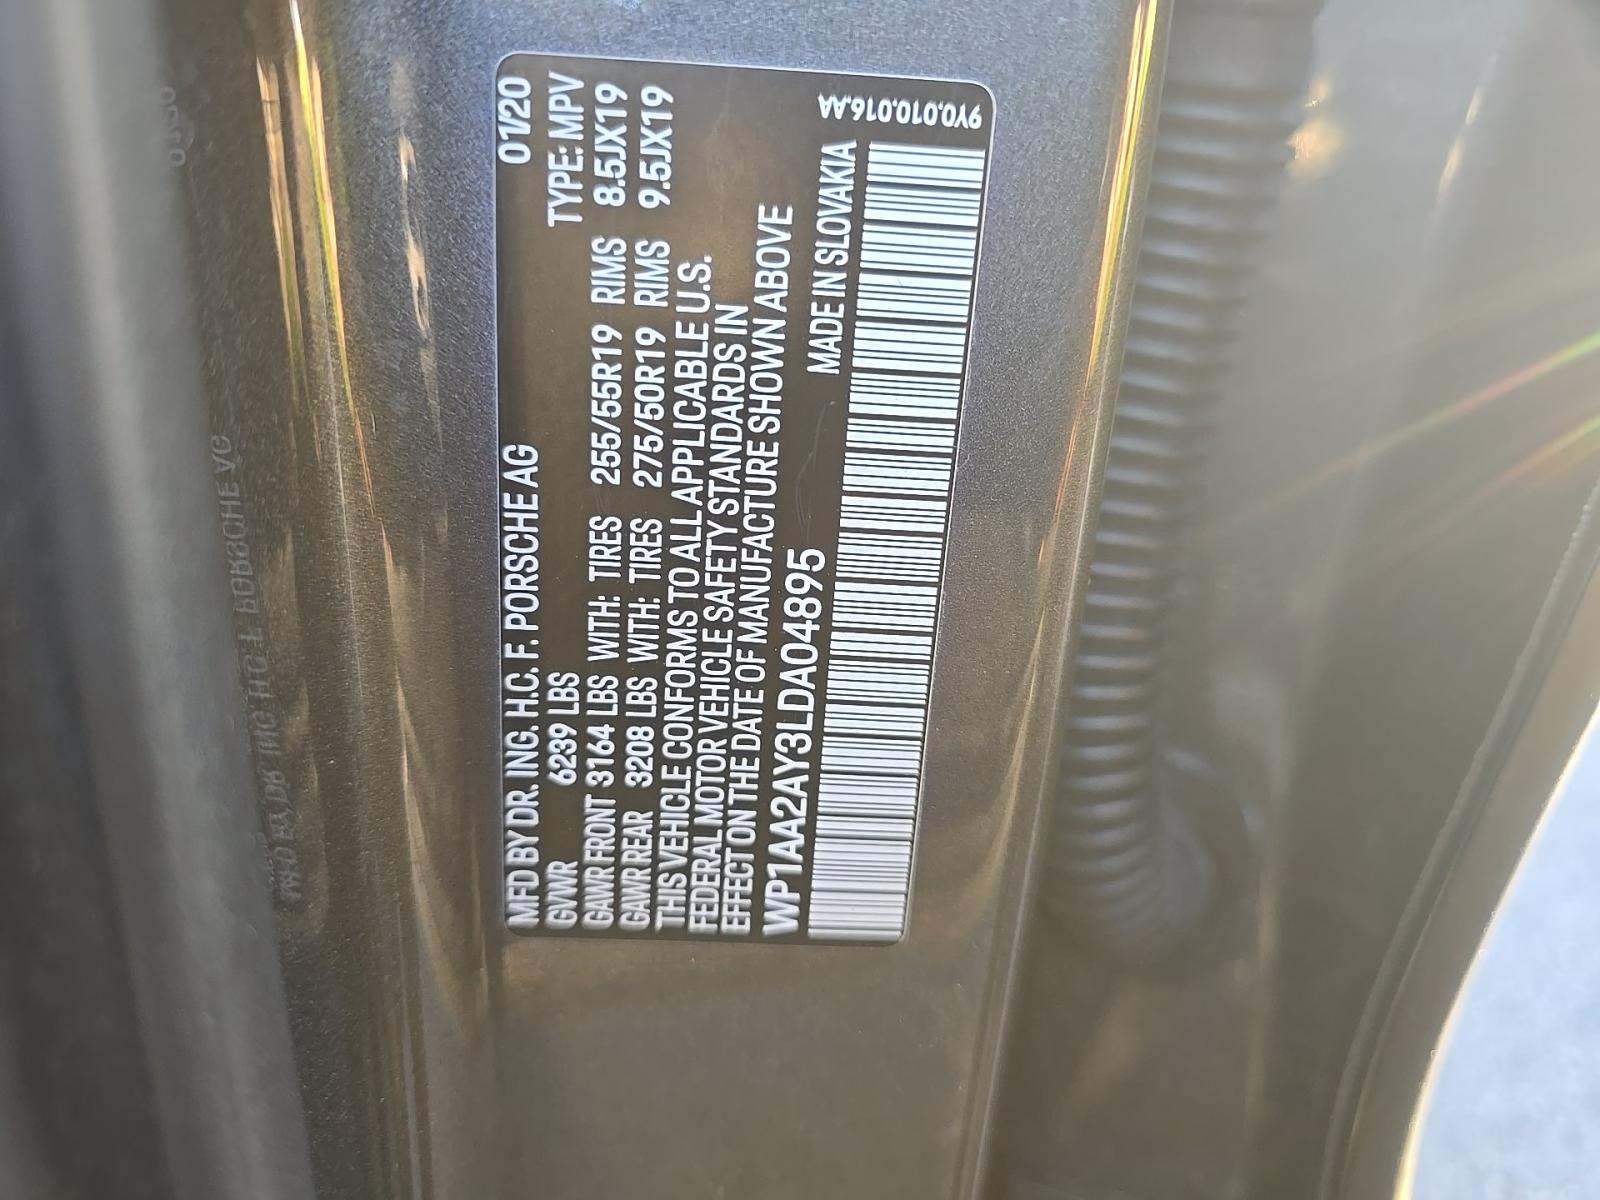 MFD BY DR. ING. H.C. F. PORSCHE AG 01/20
GVWR 6239 LBS TYPE: MPV
GAWR FRONT 3164 LBS WITH: TIRES 255/55R19 RIMS 8.5JX19
GAWR REAR 3208 LBS WITH: TIRES 275/50R19 RIMS 9.5JX19
THIS VEHICLE CONFORMS TO ALL APPLICABLE U.S.
FEDERAL MOTOR VEHICLE SAFETY STANDARDS IN
EFFECT ON THE DATE OF MANUFACTURE SHOWN ABOVE
WP1AA2AY3LDA04895 MADE IN SLOVAKIA
9Y0.010.016.AA